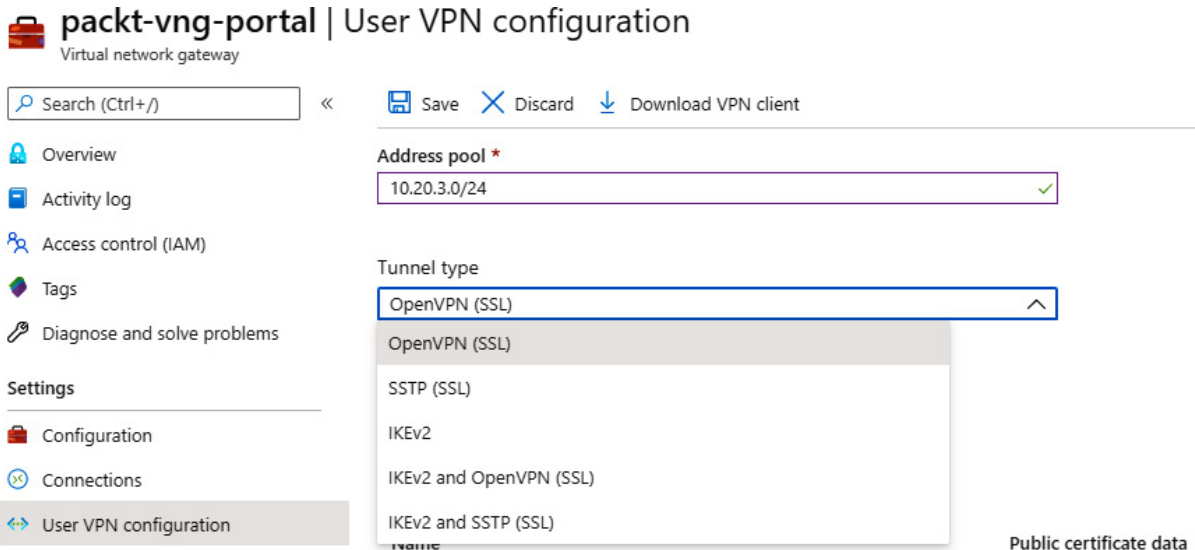 packt-vng-portal | User VPN configuration
Virtual network gateway
Search (Ctrl+/)
Overview
Activity log
Access control (IAM)
Tags
Diagnose and solve problems
Settings
Configuration
Connections
User VPN configuration
Save Discard Download VPN client
Address pool *
10.20.3.0/24
Tunnel type
OpenVPN (SSL)
OpenVPN (SSL)
SSTP (SSL)
IKEv2
IKEv2 and OpenVPN (SSL)
IKEv2 and SSTP (SSL)
Name Public certificate data